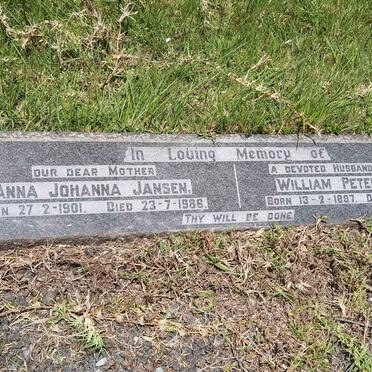 In Loving Memory of
OUR DEAR MOTHER
ANNA JOHANNA JANSEN.
27-2-1901. DIED 23-7-1986.
A DEVOTED HUSBAND
WILLIAM PETER
BORN 13-2-1897.
THY WILL BE DONE